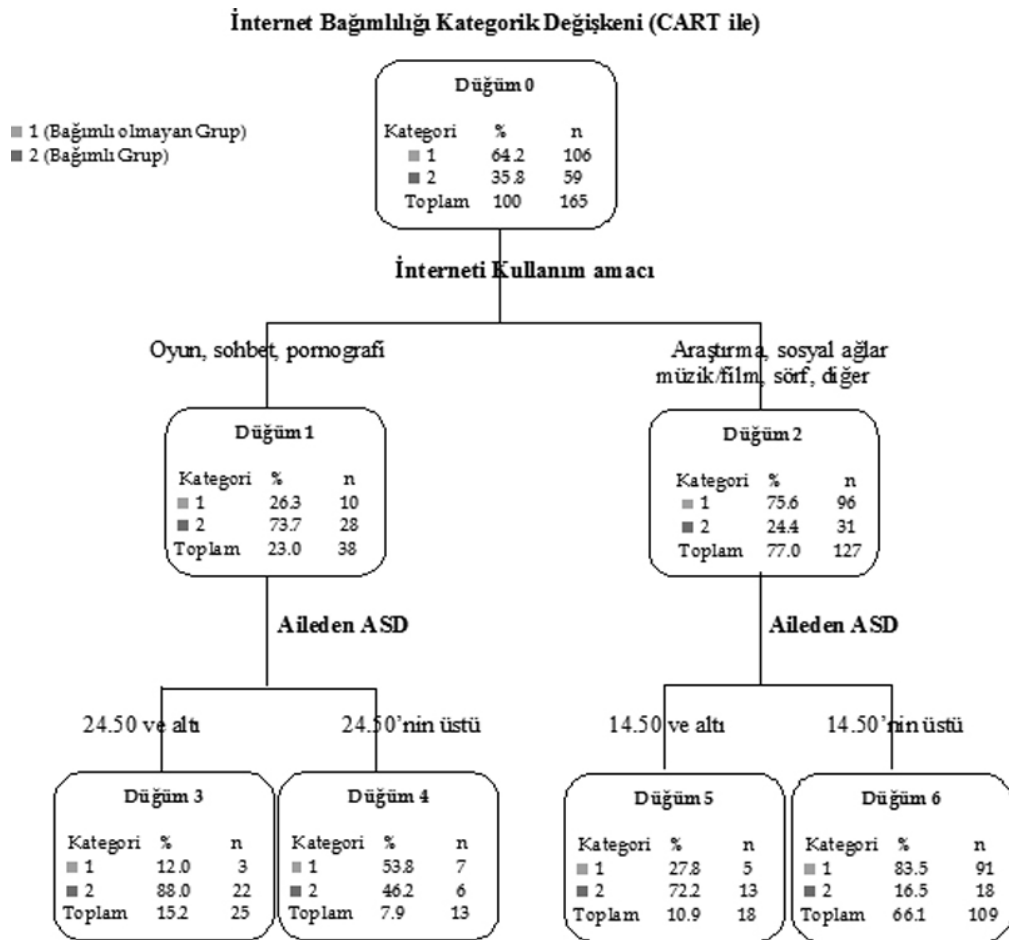 İnternet Bağımlılığı Kategorik Değişkeni (CART ile)
1 (Bağımlı olmayan Grup)
2 (Bağımlı Grup)
Düğüm 0
Kategori % n
1 64.2 106
2 35.8 59
Toplam 100 165
İnterneti Kullanım amacı
Oyun, sohbet, pornografi
Araştırma, sosyal ağlar
müzik/film, sörf, diğer
Düğüm 1
Kategori % n
1 26.3 10
2 73.7 28
Toplam 23.0 38
Düğüm 2
Kategori % n
1 75.6 96
2 24.4 31
Toplam 77.0 127
Aileden ASD
Aileden ASD
24.50 ve altı
24.50'nin üstü
14.50 ve altı
14.50'nin üstü
Düğüm 3
Kategori % n
1 12.0 3
2 88.0 22
Toplam 15.2 25
Düğüm 4
Kategori % n
1 53.8 7
2 46.2 6
Toplam 7.9 13
Düğüm 5
Kategori % n
1 27.8 5
2 72.2 13
Toplam 10.9 18
Düğüm 6
Kategori % n
1 83.5 91
2 16.5 18
Toplam 66.1 109